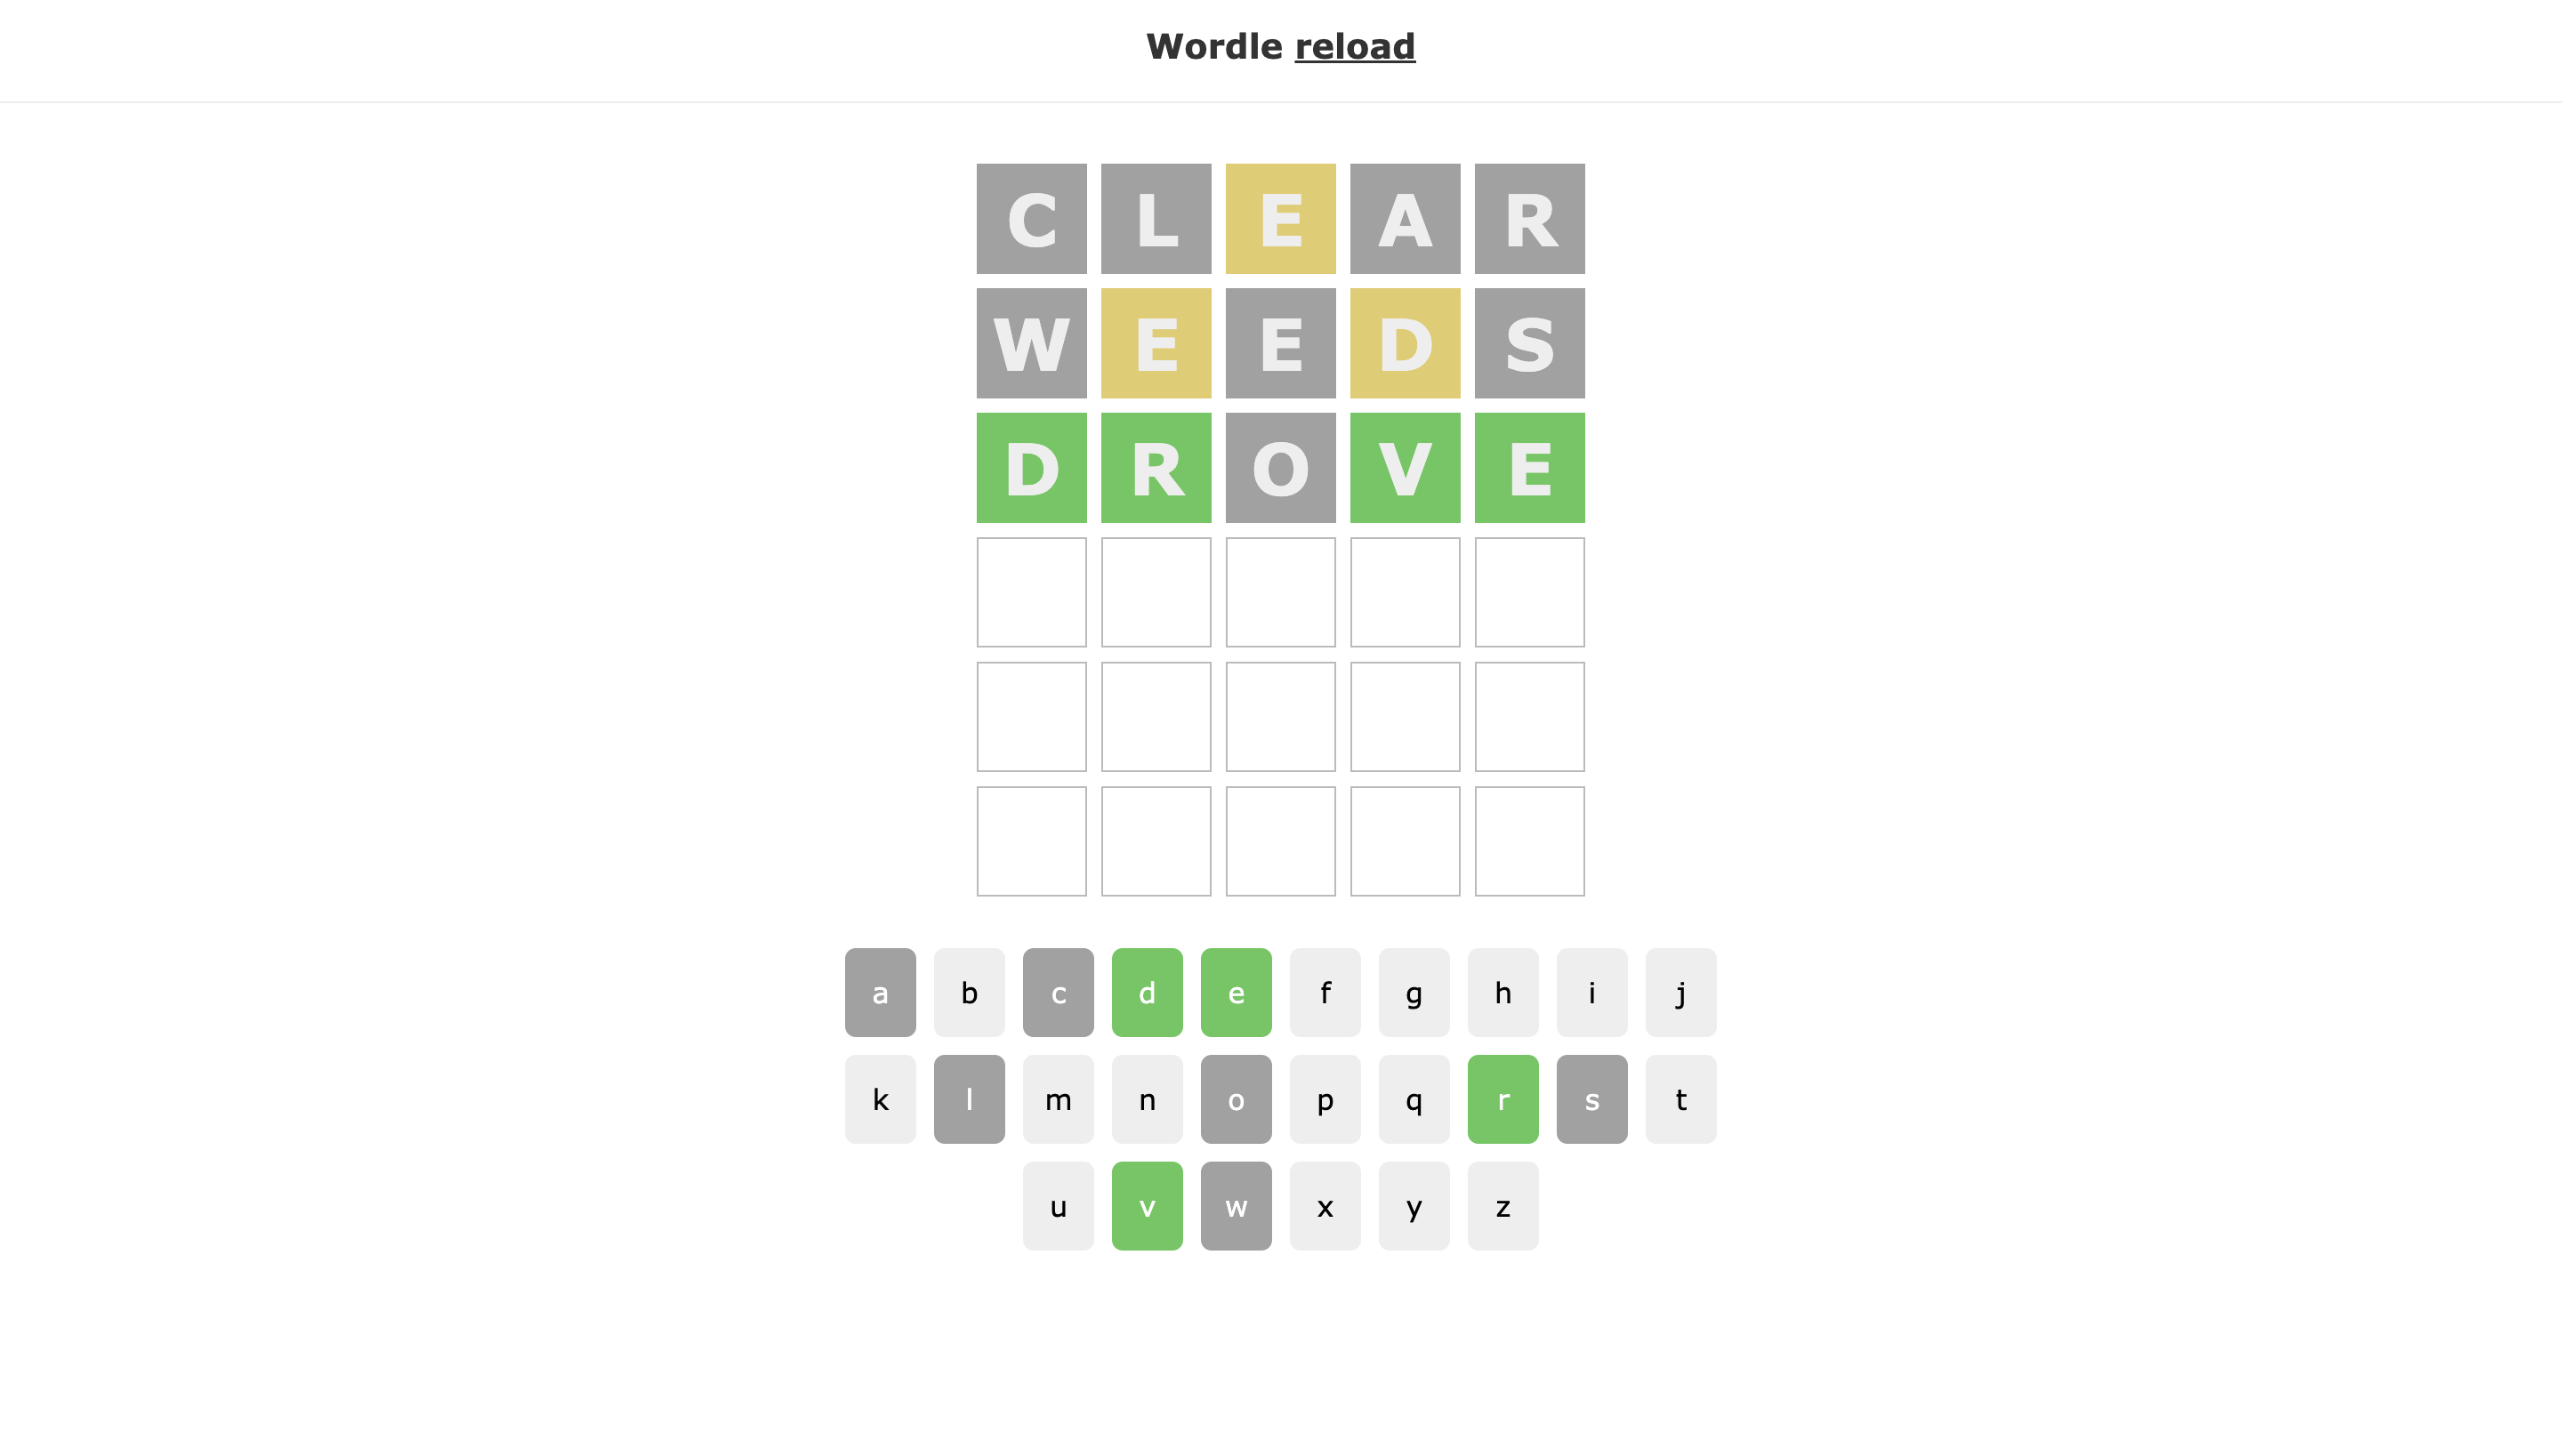 Wordle reload
C L E A R
W E E D S
D R O V E
a b c d e f g h i j
k l m n o p q r s t
u v w x y z